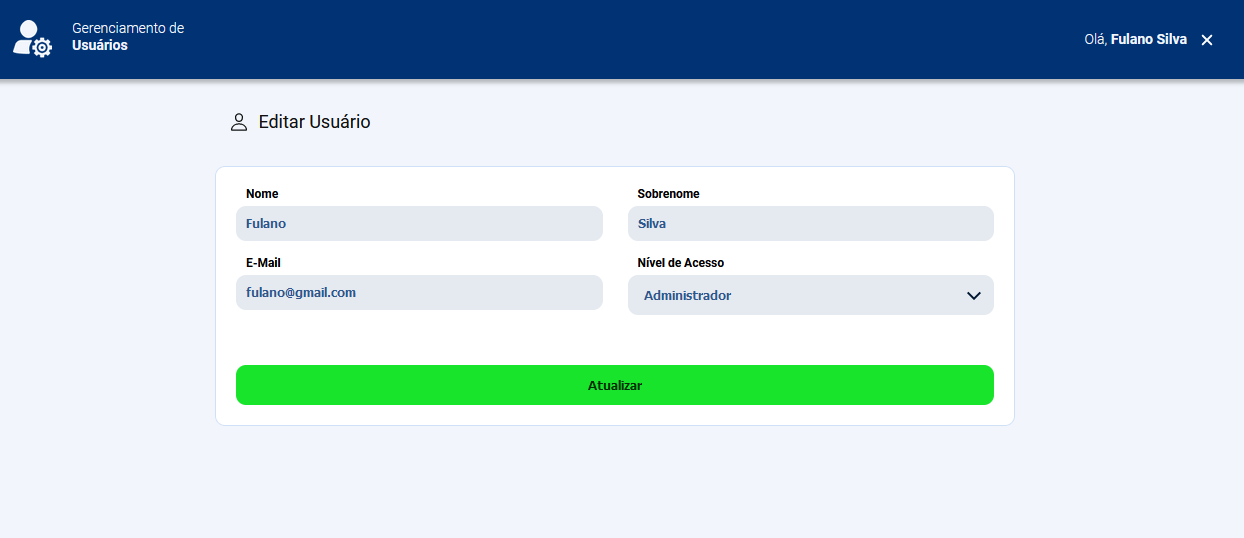 Gerenciamento de
Usuários
Olá, Fulano Silva
Editar Usuário
Nome
Sobrenome
Fulano
Silva
E-Mail
Nível de Acesso
fulano@gmail.com
Administrador
Atualizar